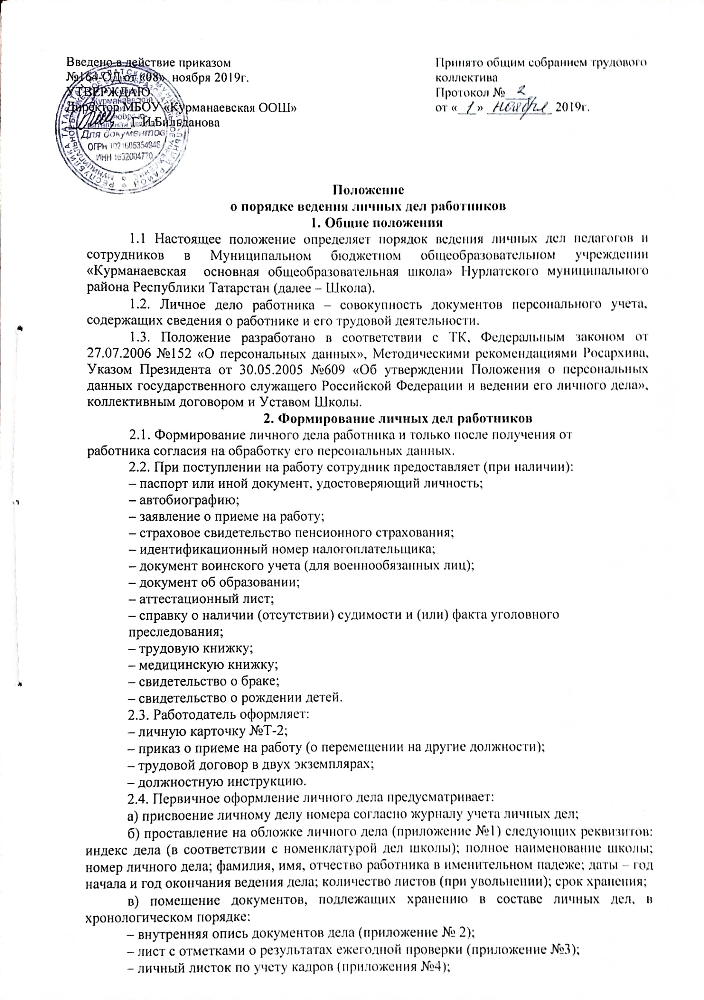 Введено в действие приказом
№164-ОД от «08» ноября 2019г.
УТВЕРЖДАЮ
Директор МБОУ «Курманаевская ООШ»
Г.И.Бильданова
Для документов
ОГРН 1021605354946
ИНН 1632004770
Принято общим собранием трудового
коллектива
Протокол № 2
от « 1 » ноября 2019г.
Положение
о порядке ведения личных дел работников
1. Общие положения
1.1 Настоящее положение определяет порядок ведения личных дел педагогов и
сотрудников в Муниципальном бюджетном общеобразовательном учреждении
«Курманаевская основная общеобразовательная школа» Нурлатского муниципального
района Республики Татарстан (далее – Школа).
1.2. Личное дело работника – совокупность документов персонального учета,
содержащих сведения о работнике и его трудовой деятельности.
1.3. Положение разработано в соответствии с ТК, Федеральным законом от
27.07.2006 №152 «О персональных данных», Методическими рекомендациями Росархива,
Указом Президента от 30.05.2005 №609 «Об утверждении Положения о персональных
данных государственного служащего Российской Федерации и ведении его личного дела»,
коллективным договором и Уставом Школы.
2. Формирование личных дел работников
2.1. Формирование личного дела работника и только после получения от
работника согласия на обработку его персональных данных.
2.2. При поступлении на работу сотрудник предоставляет (при наличии):
– паспорт или иной документ, удостоверяющий личность;
– автобиографию;
– заявление о приеме на работу;
– страховое свидетельство пенсионного страхования;
– идентификационный номер налогоплательщика;
– документ воинского учета (для военнообязанных лиц);
– документ об образовании;
– аттестационный лист;
– справку о наличии (отсутствии) судимости и (или) факта уголовного
преследования;
– трудовую книжку;
– медицинскую книжку;
– свидетельство о браке;
– свидетельство о рождении детей.
2.3. Работодатель оформляет:
– личную карточку №Т-2;
– приказ о приеме на работу (о перемещении на другие должности);
– трудовой договор в двух экземплярах;
– должностную инструкцию.
2.4. Первичное оформление личного дела предусматривает:
а) присвоение личному делу номера согласно журналу учета личных дел;
б) проставление на обложке личного дела (приложение №1) следующих реквизитов:
индекс дела (в соответствии с номенклатурой дел школы); полное наименование школы;
номер личного дела; фамилия, имя, отчество работника в именительном падеже; даты – год
начала и год окончания ведения дела; количество листов (при увольнении); срок хранения;
в) помещение документов, подлежащих хранению в составе личных дел, в
хронологическом порядке:
– внутренняя опись документов дела (приложение № 2);
– лист с отметками о результатах ежегодной проверки (приложение №3);
– личный листок по учету кадров (приложения №4);